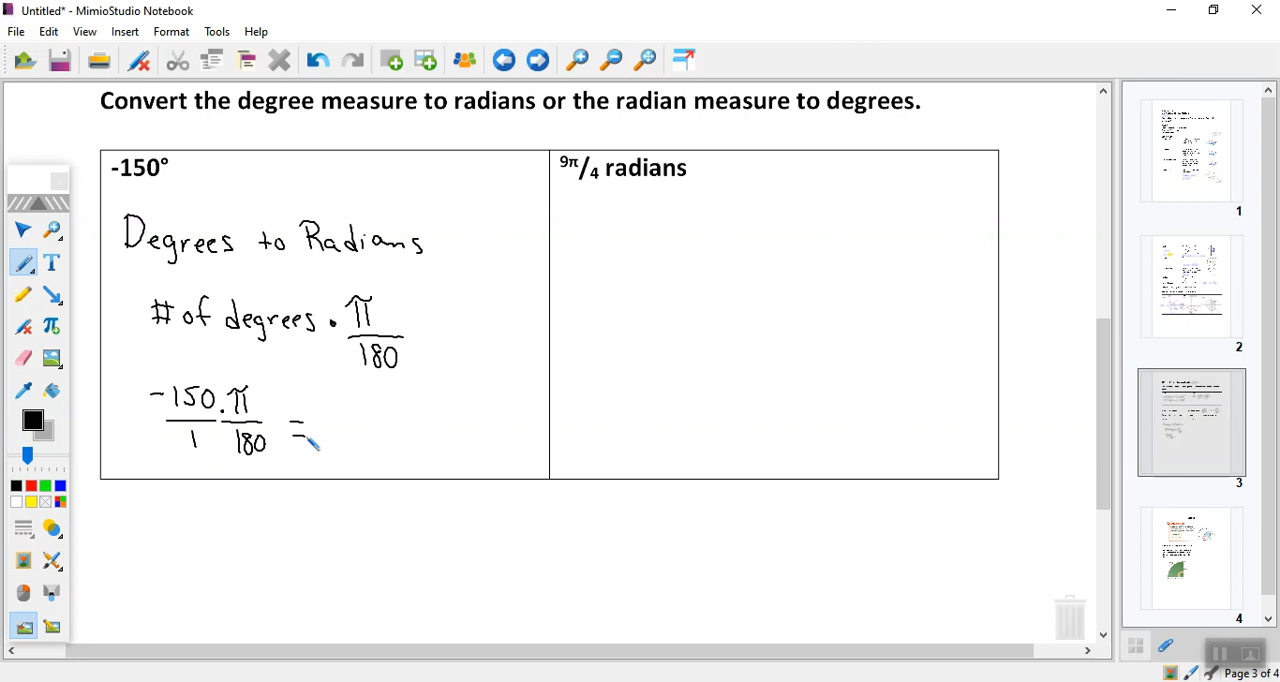 Untitled* - MimioStudio Notebook
File Edit View Insert Format Tools Help
Convert the degree measure to radians or the radian measure to degrees.
-150°
9π/4 radians
Degrees to Radians
# of degrees . π/180
-150/1 . π/180 =
1
2
3
4
Page 3 of 4